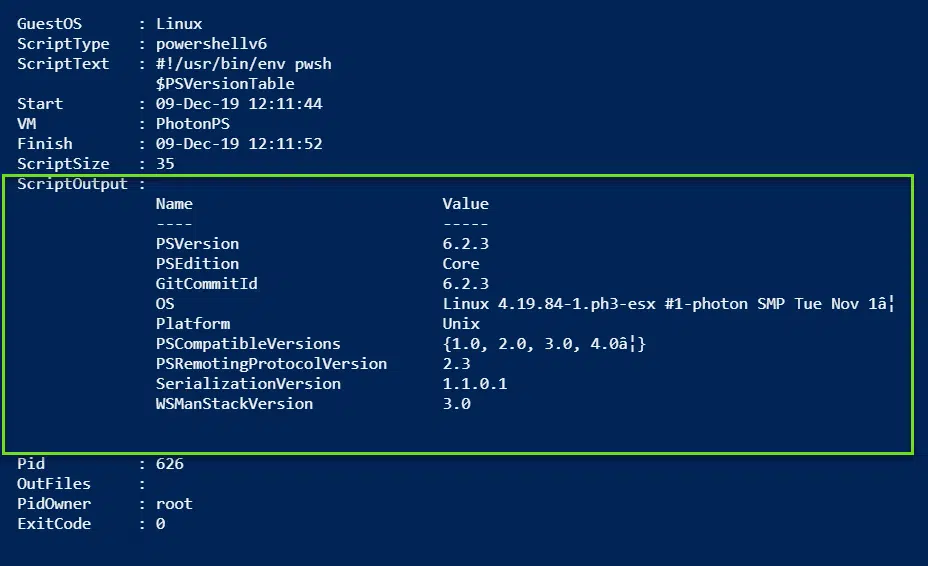 GuestOS      : Linux
ScriptType   : powershellv6
ScriptText   : #!/usr/bin/env pwsh
               $PSVersionTable
Start        : 09-Dec-19 12:11:44
VM           : PhotonPS
Finish       : 09-Dec-19 12:11:52
ScriptSize   : 35
ScriptOutput :
               Name                           Value
               ----                           -----
               PSVersion                      6.2.3
               PSEdition                      Core
               GitCommitId                    6.2.3
               OS                             Linux 4.19.84-1.ph3-esx #1-photon SMP Tue Nov 1â¦
               Platform                       Unix
               PSCompatibleVersions           {1.0, 2.0, 3.0, 4.0â¦}
               PSRemotingProtocolVersion      2.3
               SerializationVersion           1.1.0.1
               WSManStackVersion              3.0
Pid          : 626
OutFiles     :
PidOwner     : root
ExitCode     : 0